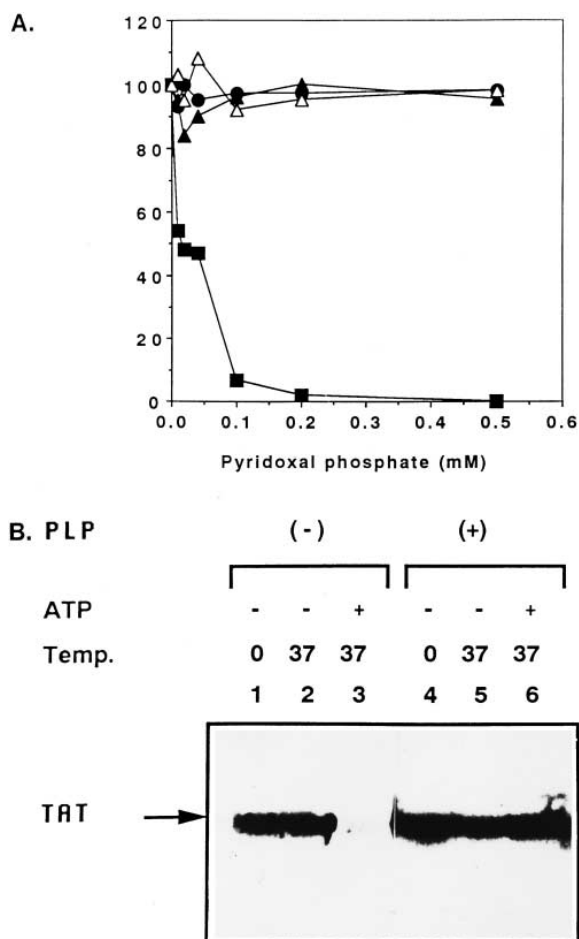 A.
120
100
80
60
40
20
0
0.0 0.1 0.2 0.3 0.4 0.5 0.6
Pyridoxal phosphate (mM)
B. PLP (-) (+)
ATP - - + - - +
Temp. 0 37 37 0 37 37
1 2 3 4 5 6
TAT